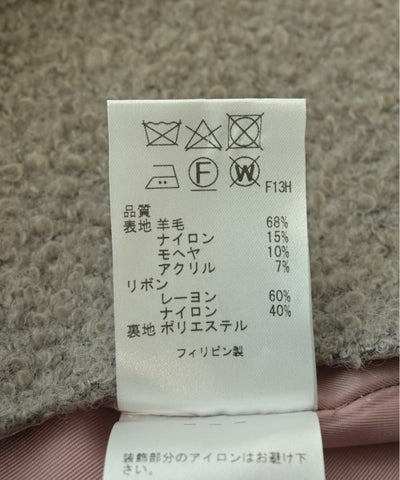 F W F13H
品質
表地 羊毛 68%
ナイロン 15%
モヘヤ 10%
アクリル 7%
リボン
レーヨン 60%
ナイロン 40%
裏地 ポリエステル
フィリピン製
装飾部分のアイロンはお避け下さい